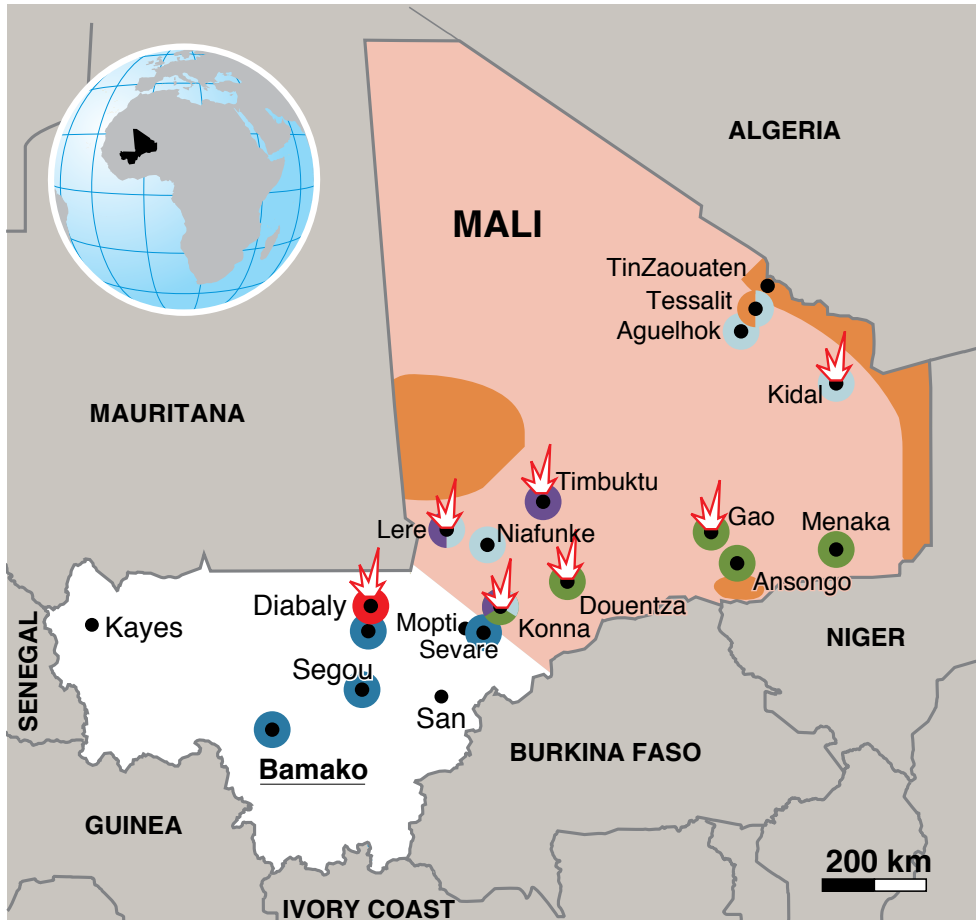 ALGERIA
MALI
TinZaouaten
Tessalit
Aguelhok
Kidal
MAURITANA
Timbuktu
Gao
Menaka
Lere
Niafunke
Ansongo
Diabaly
Douentza
Mopti
Konna
Kayes
Sevare
NIGER
SENEGAL
Segou
San
BURKINA FASO
Bamako
GUINEA
200 km
IVORY COAST